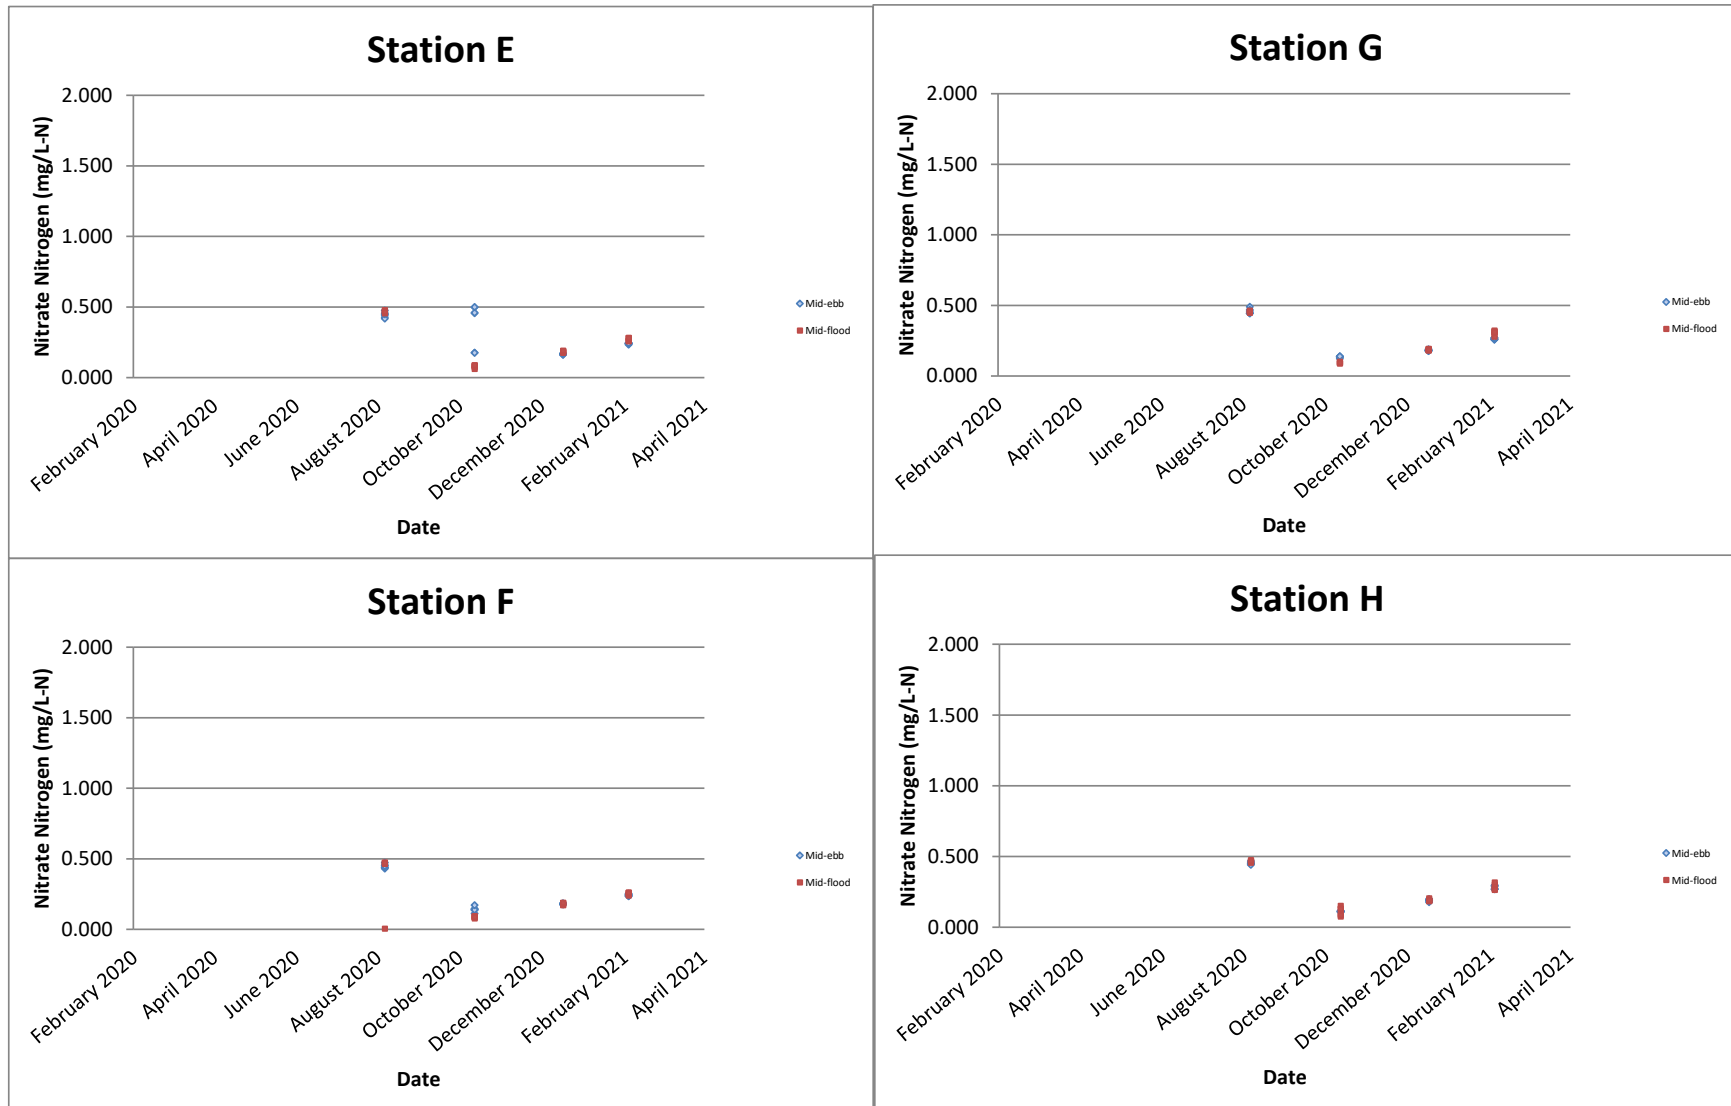 Station E
Nitrate Nitrogen (mg/L-N)
2.000
1.500
1.000
0.500
0.000
February 2020
April 2020
June 2020
August 2020
October 2020
December 2020
February 2021
April 2021
Date
Mid-ebb
Mid-flood
Station G
Nitrate Nitrogen (mg/L-N)
2.000
1.500
1.000
0.500
0.000
February 2020
April 2020
June 2020
August 2020
October 2020
December 2020
February 2021
April 2021
Date
Mid-ebb
Mid-flood
Station F
Nitrate Nitrogen (mg/L-N)
2.000
1.500
1.000
0.500
0.000
February 2020
April 2020
June 2020
August 2020
October 2020
December 2020
February 2021
April 2021
Date
Mid-ebb
Mid-flood
Station H
Nitrate Nitrogen (mg/L-N)
2.000
1.500
1.000
0.500
0.000
February 2020
April 2020
June 2020
August 2020
October 2020
December 2020
February 2021
April 2021
Date
Mid-ebb
Mid-flood